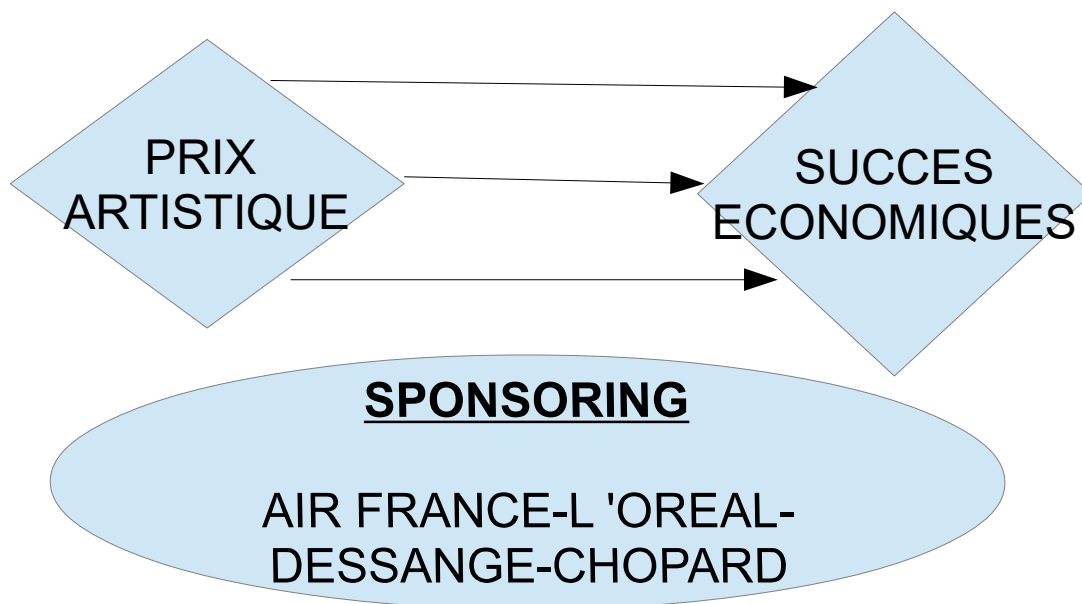 PRIX
ARTISTIQUE
SUCCES
ECONOMIQUES
SPONSORING
AIR FRANCE-L 'OREAL-
DESSANGE-CHOPARD